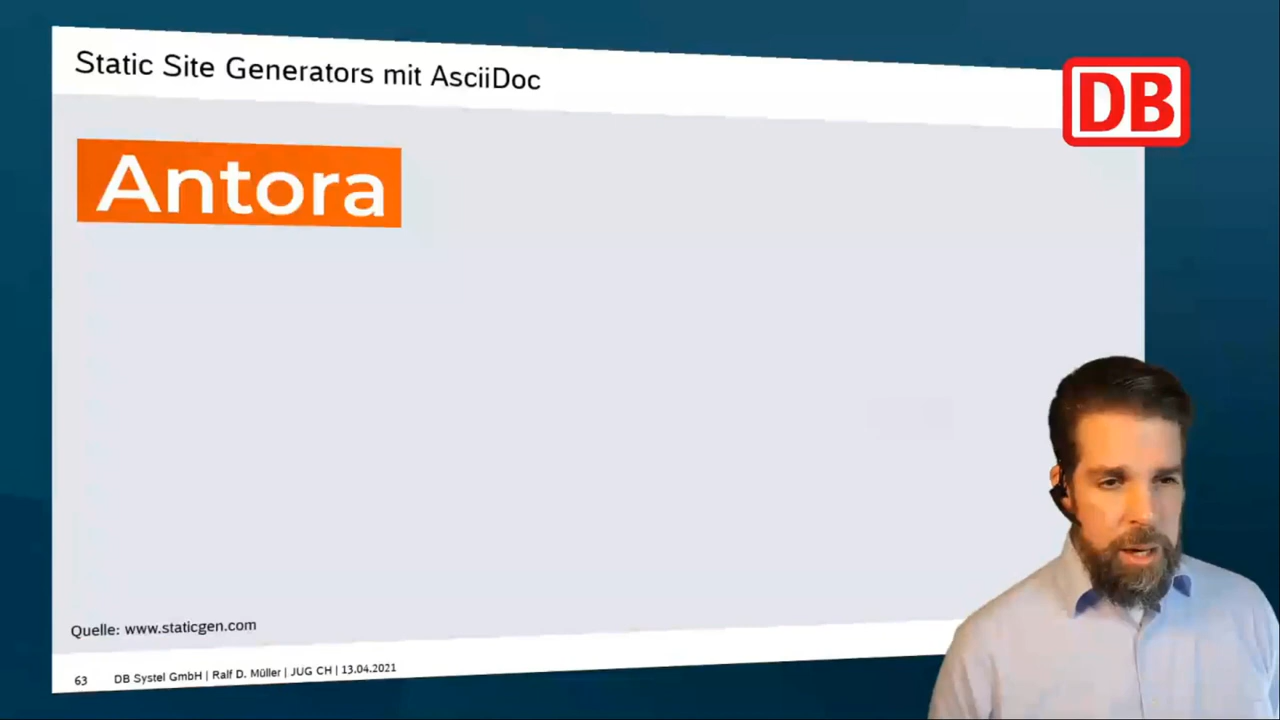 Static Site Generators mit AsciiDoc
DB
Antora
Quelle: www.staticgen.com
63 DB Systel GmbH | Ralf D. Müller | JUG CH | 13.04.2021